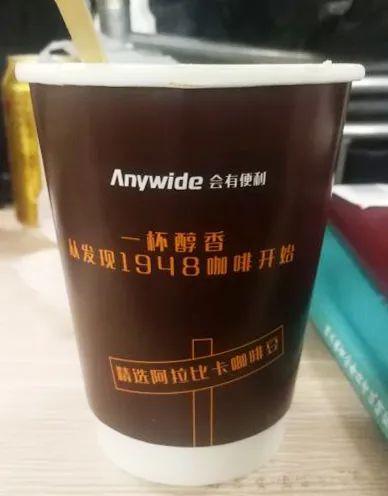 Anywide 会有便利
一杯醇香
从发现1948咖啡开始
精选阿拉比卡咖啡豆